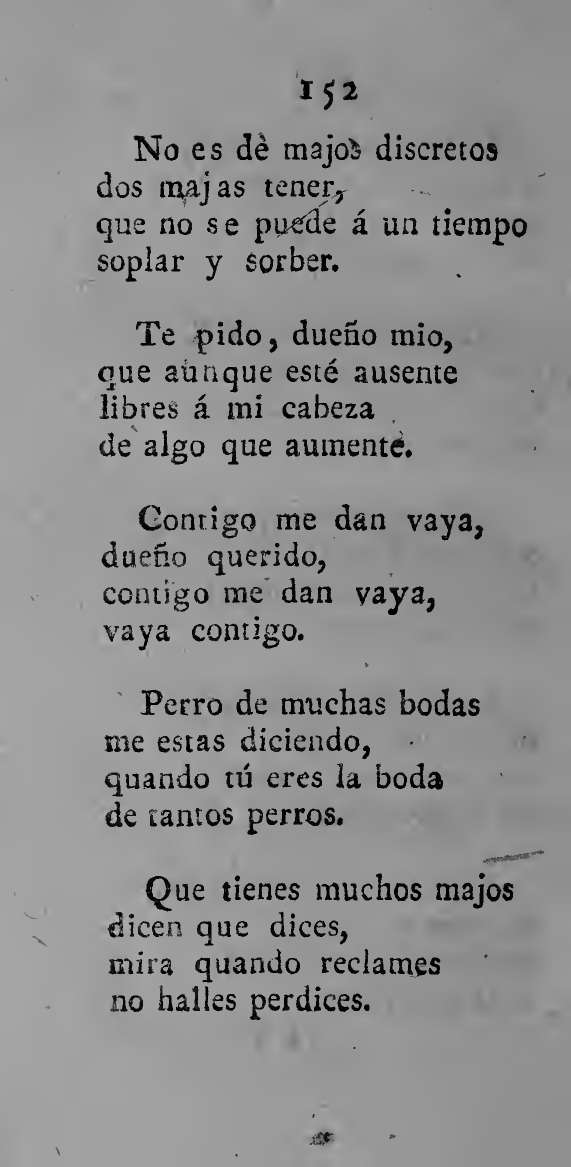 152
No es de majos discretos
dos majas tener,
que no se puede á un tiempo
soplar y sorber.
Te pido, dueño mio,
que aunque esté ausente
libres á mi cabeza
de algo que aumente.
Contigo me dan vaya,
dueño querido,
contigo me dan vaya,
vaya contigo.
Perro de muchas bodas
me estas diciendo,
quando tú eres la boda
de tantos perros.
Que tienes muchos majos
dicen que dices,
mira quando reclames
no halles perdices.